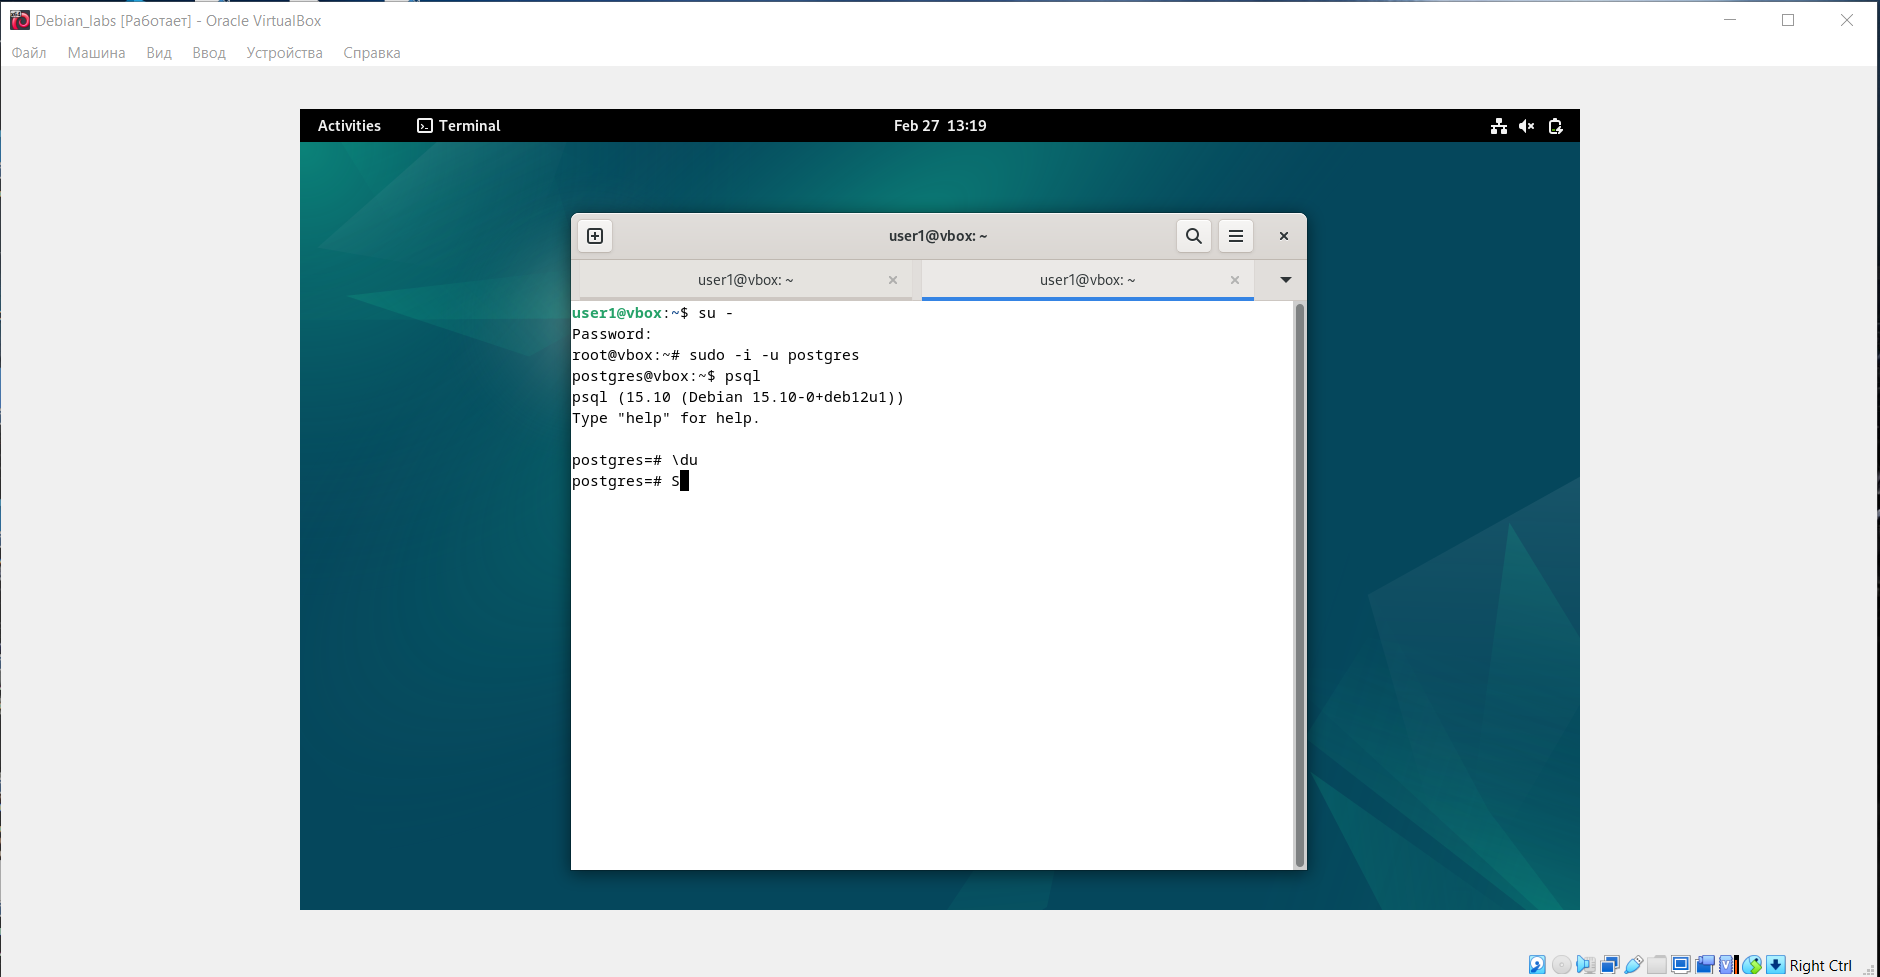 Debian_labs [Работает] - Oracle VirtualBox
Файл Машина Вид Ввод Устройства Справка
Activities Terminal Feb 27 13:19
user1@vbox: ~
user1@vbox: ~ user1@vbox: ~
user1@vbox:~$ su -
Password:
root@vbox:~# sudo -i -u postgres
postgres@vbox:~$ psql
psql (15.10 (Debian 15.10-0+deb12u1))
Type "help" for help.
postgres=# \du
postgres=# S
Right Ctrl